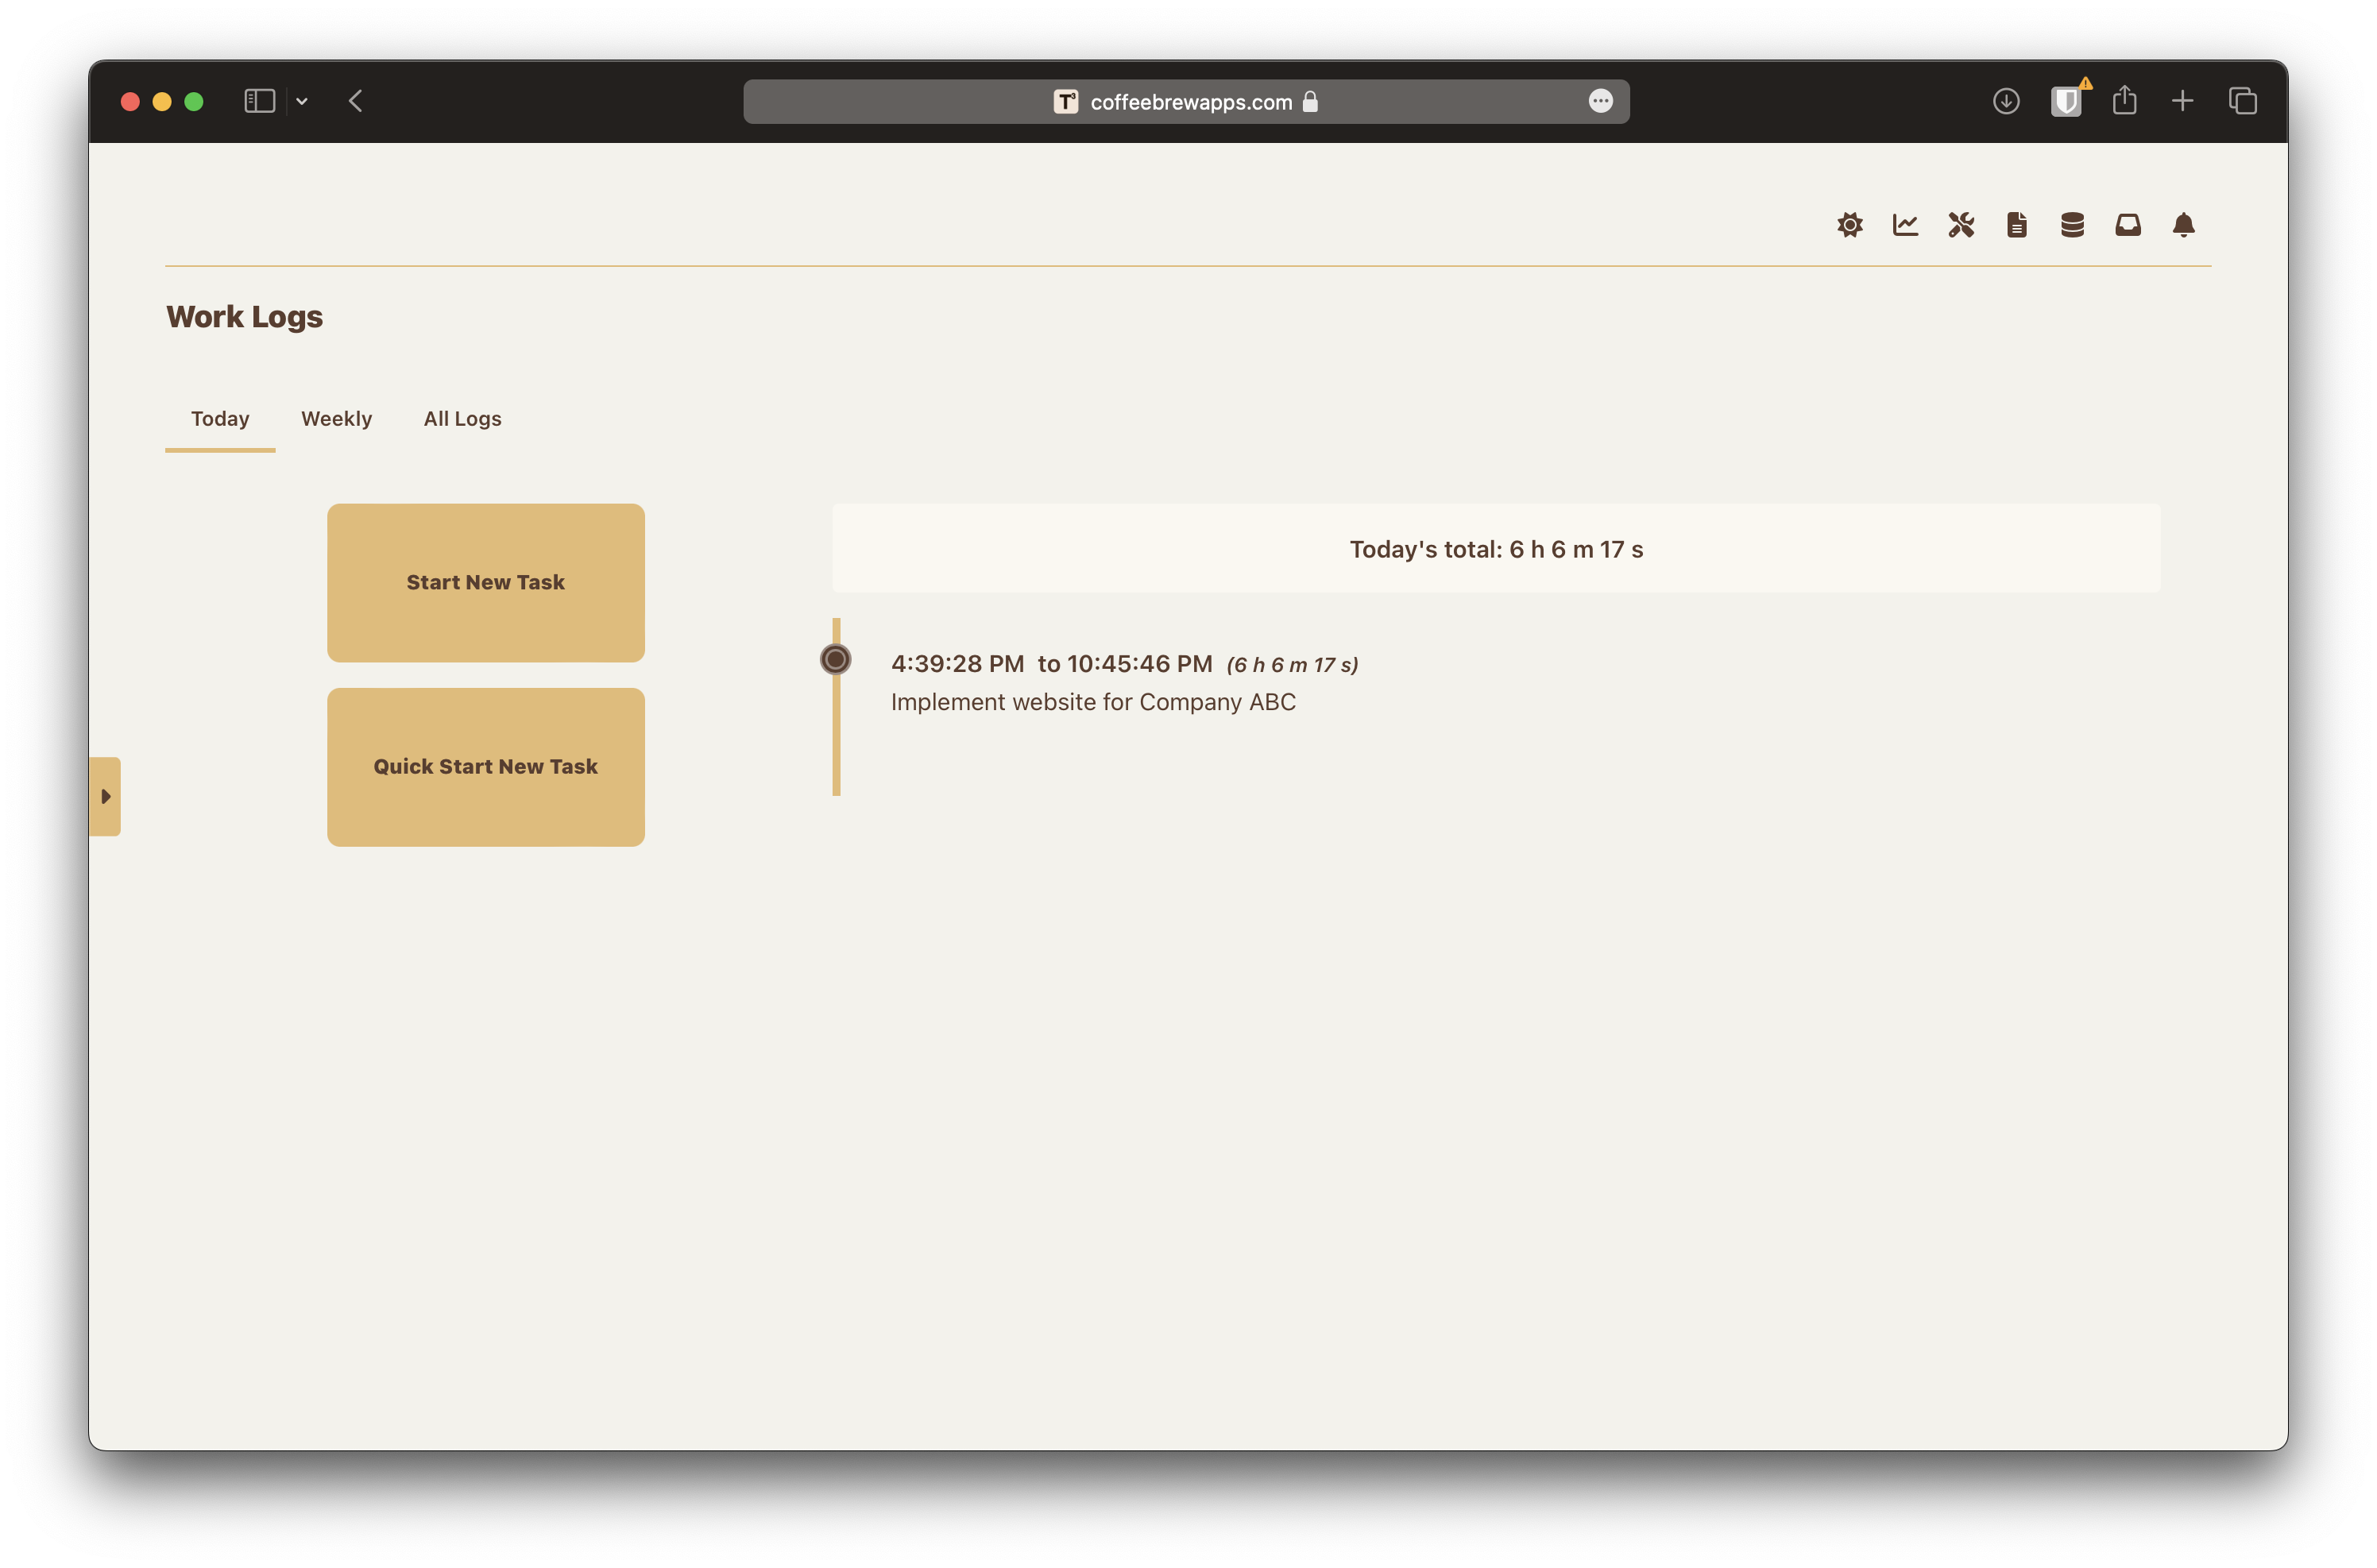 T3 coffeebrewapps.com
Work Logs
Today Weekly All Logs
Start New Task
Quick Start New Task
Today's total: 6 h 6 m 17 s
4:39:28 PM to 10:45:46 PM (6 h 6 m 17 s)
Implement website for Company ABC